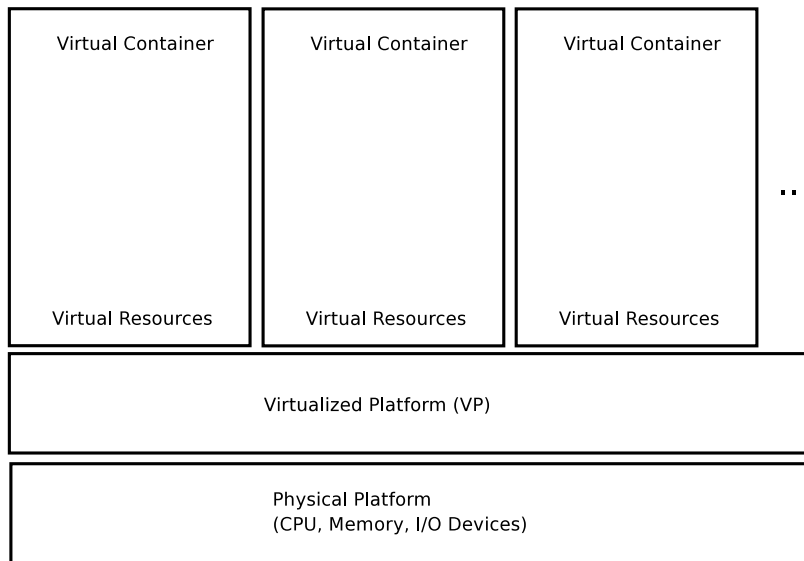 Virtual Container
Virtual Container
Virtual Container
..
Virtual Resources
Virtual Resources
Virtual Resources
Virtualized Platform (VP)
Physical Platform
(CPU, Memory, I/O Devices)